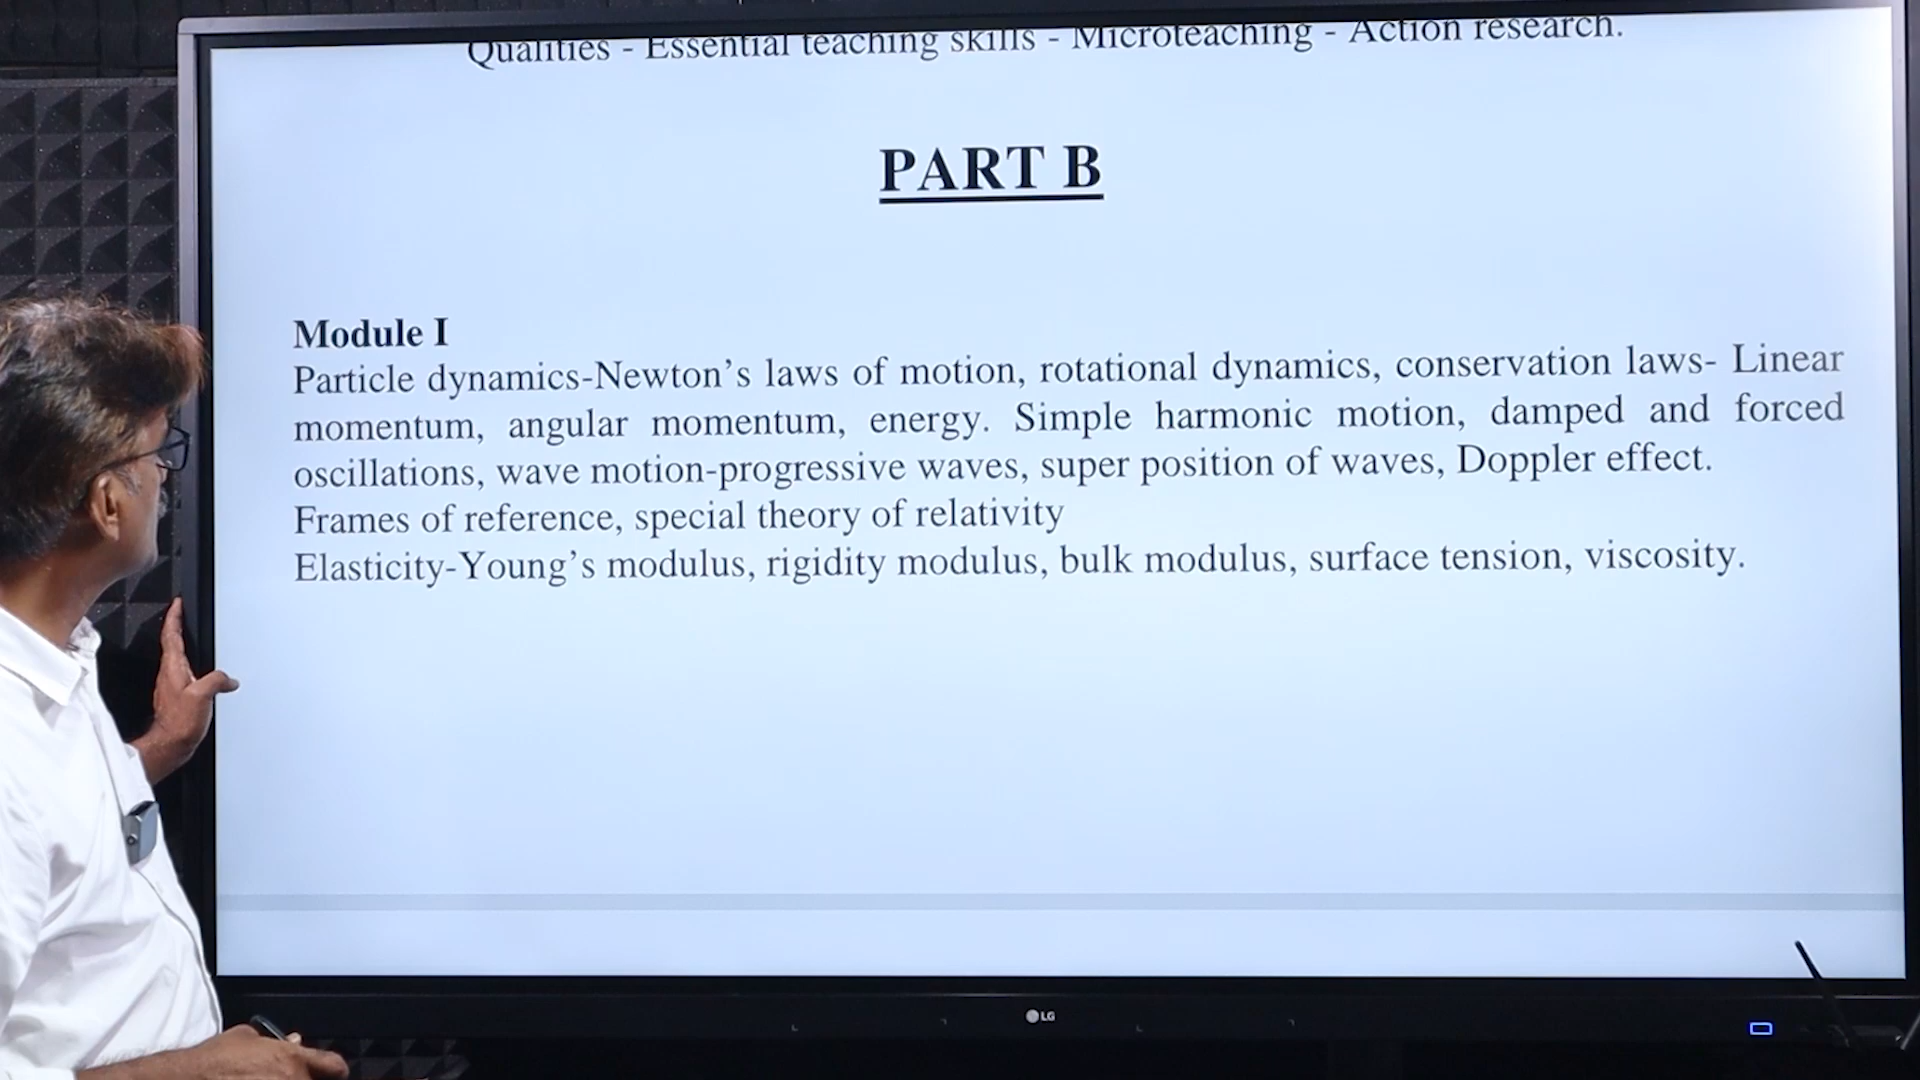 Qualities - Essential teaching skills - Microteaching - Action research.
PART B
Module I
Particle dynamics-Newton’s laws of motion, rotational dynamics, conservation laws- Linear
momentum, angular momentum, energy. Simple harmonic motion, damped and forced
oscillations, wave motion-progressive waves, super position of waves, Doppler effect.
Frames of reference, special theory of relativity
Elasticity-Young’s modulus, rigidity modulus, bulk modulus, surface tension, viscosity.
LG